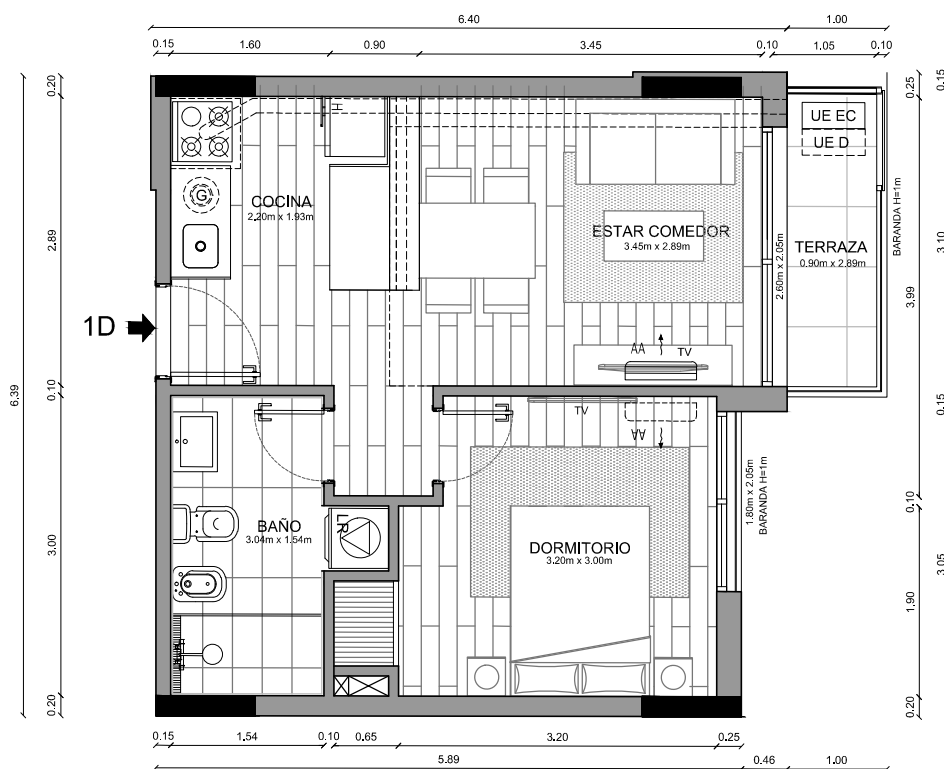 6.40
1.00
0.15
1.60
0.90
3.45
0.10
1.05
0.10
0.20
0.25
0.15
H
UE EC
UE D
G
COCINA
2.20m x 1.93m
ESTAR COMEDOR
3.45m x 2.89m
TERRAZA
0.90m x 2.89m
2.60m x 2.05m
BARANDA H=1m
2.89
3.10
3.99
1D
AA
TV
6.39
0.10
0.15
TV
AA
1.80m x 2.05m
BARANDA H=1m
0.10
LR
BAÑO
3.04m x 1.54m
DORMITORIO
3.20m x 3.00m
3.00
3.05
1.90
0.20
0.20
0.15
1.54
0.10
0.65
3.20
0.25
5.89
0.46
1.00